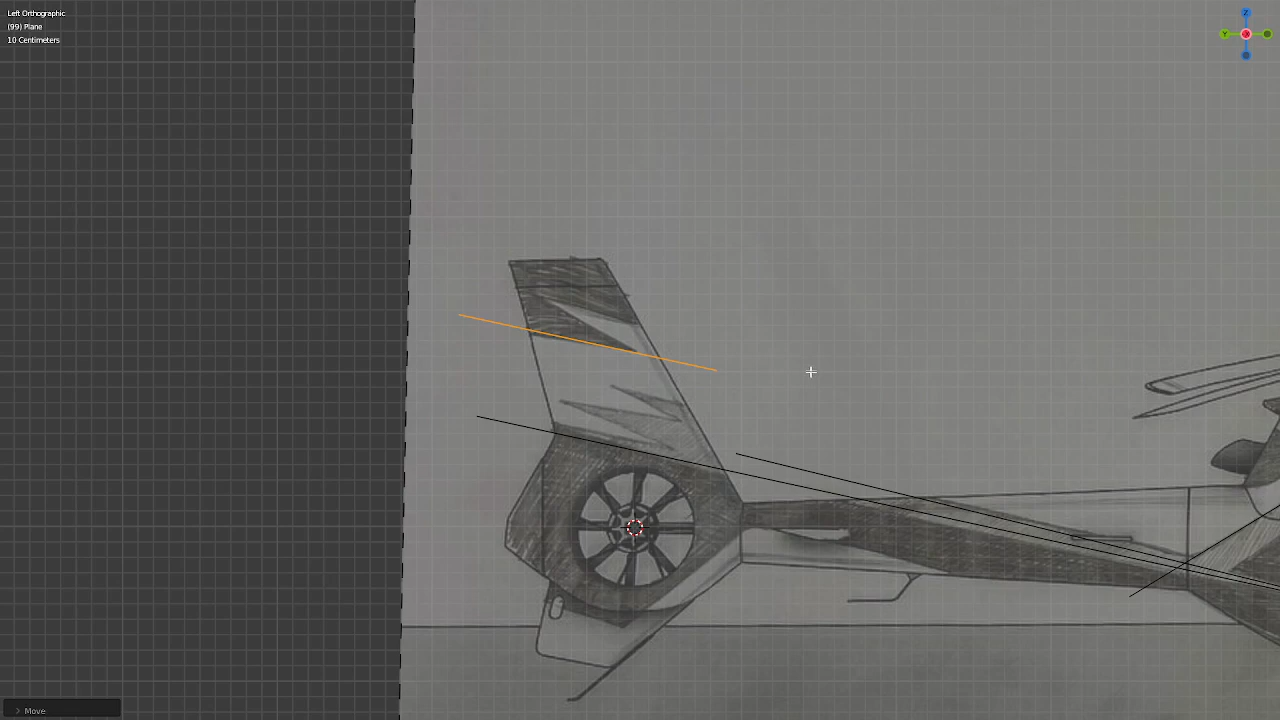 Left Orthographic
(99) Plane
10 Centimeters
Z
Y
X
Move